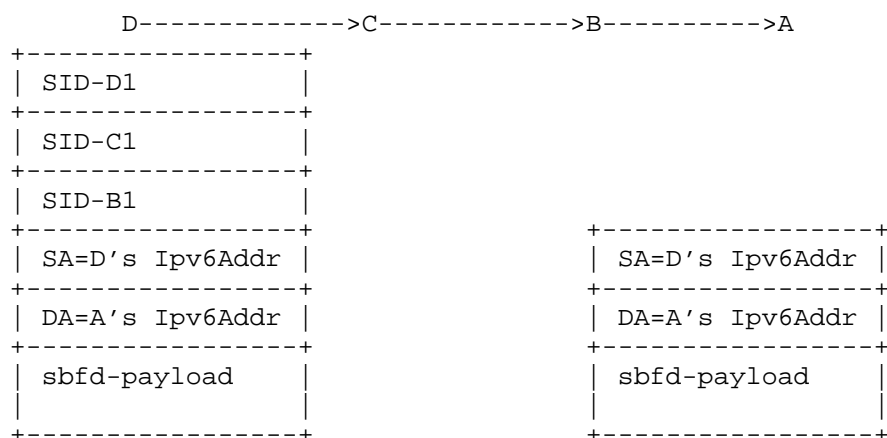 D------------->C------------>B---------->A
SID-D1
SID-C1
SID-B1
SA=D’s Ipv6Addr SA=D’s Ipv6Addr
DA=A’s Ipv6Addr DA=A’s Ipv6Addr
sbfd-payload sbfd-payload